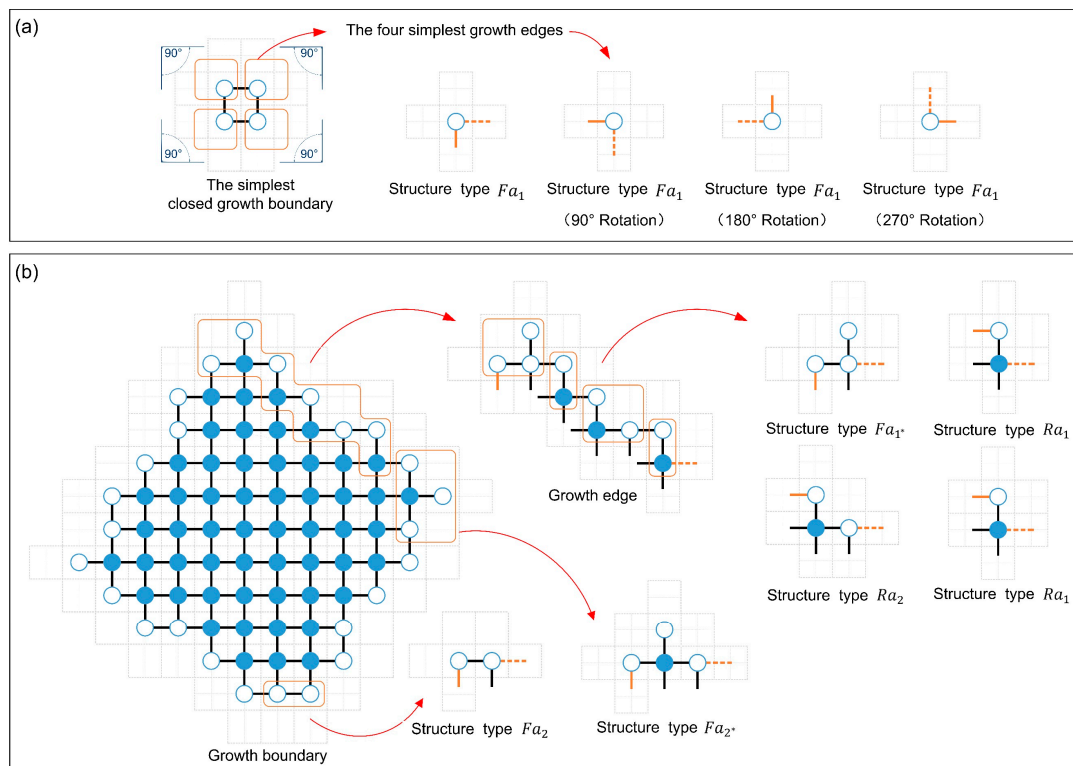 (a)
The four simplest growth edges
90° 90°
90° 90°
The simplest
closed growth boundary
Structure type Fa₁
Structure type Fa₁
（90° Rotation）
Structure type Fa₁
（180° Rotation）
Structure type Fa₁
（270° Rotation）
(b)
Growth edge
Structure type Fa₁*
Structure type Ra₁
Structure type Ra₂
Structure type Ra₁
Structure type Fa₂
Structure type Fa₂*
Growth boundary